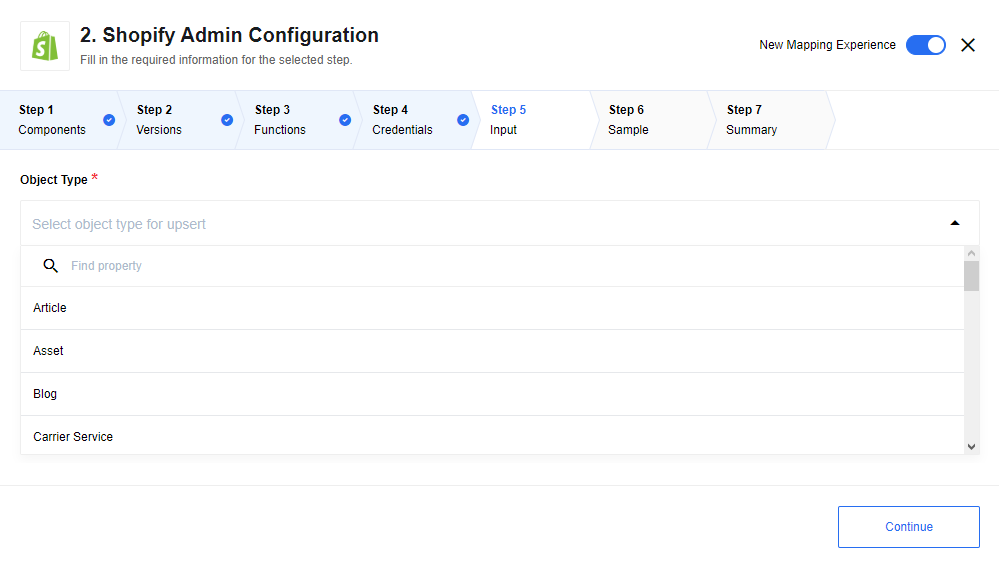 2. Shopify Admin Configuration
Fill in the required information for the selected step.
New Mapping Experience
Step 1
Components
Step 2
Versions
Step 3
Functions
Step 4
Credentials
Step 5
Input
Step 6
Sample
Step 7
Summary
Object Type *
Select object type for upsert
Find property
Article
Asset
Blog
Carrier Service
Continue